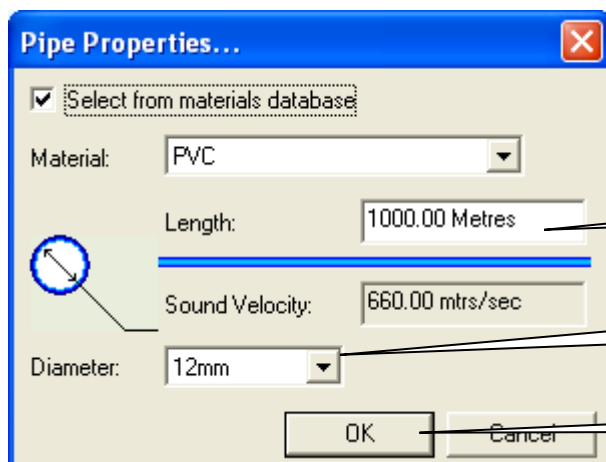 Pipe Properties...
Select from materials database
Material: PVC
Length: 1000.00 Metres
Sound Velocity: 660.00 mtrs/sec
Diameter: 12mm
OK Cancel